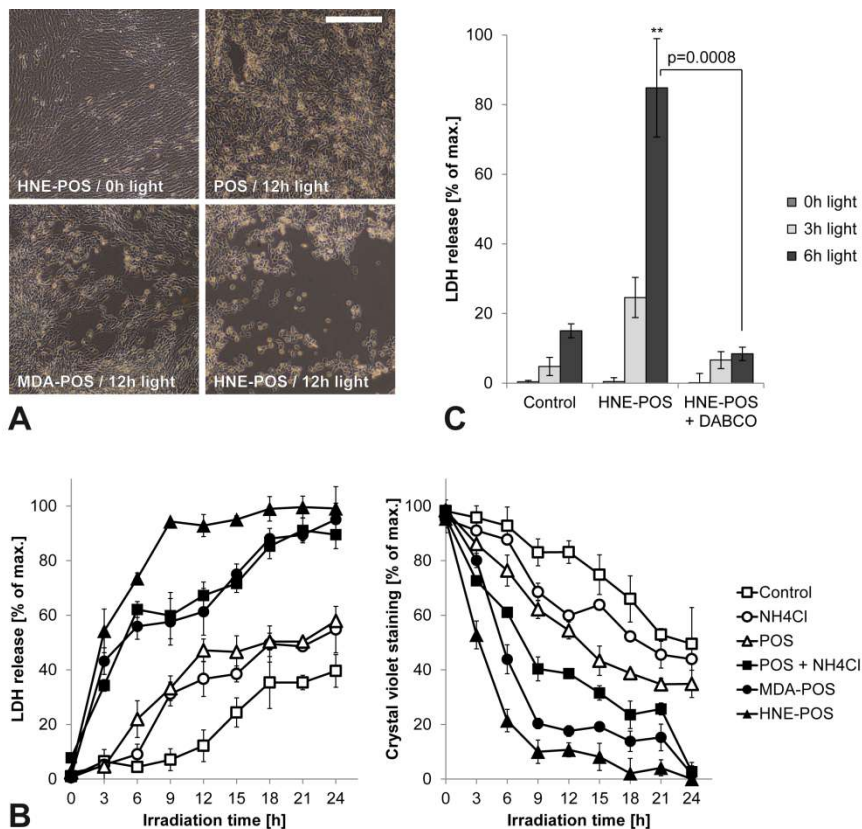 HNE-POS / 0h light
POS / 12h light
MDA-POS / 12h light
HNE-POS / 12h light
A
LDH release [% of max.]
100
80
60
40
20
0
**
p=0.0008
0h light
3h light
6h light
Control
HNE-POS
HNE-POS
+ DABCO
C
LDH release [% of max.]
100
80
60
40
20
0
0 3 6 9 12 15 18 21 24
Irradiation time [h]
B
Crystal violet staining [% of max.]
100
80
60
40
20
0
0 3 6 9 12 15 18 21 24
Irradiation time [h]
Control
NH4Cl
POS
POS + NH4Cl
MDA-POS
HNE-POS